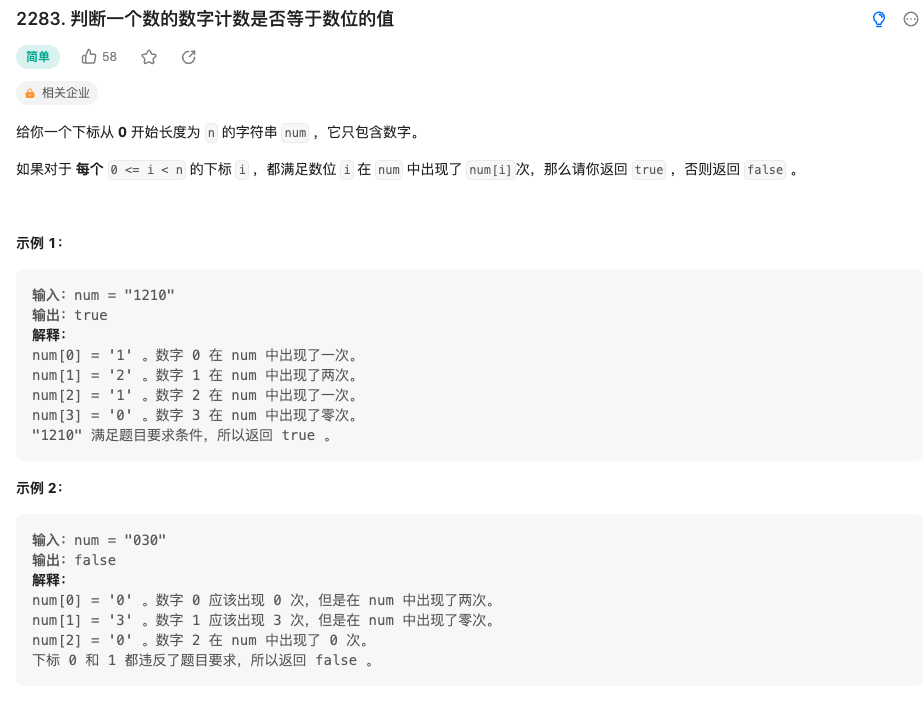 2283. 判断一个数的数字计数是否等于数位的值
简单 58
相关企业
给你一个下标从 0 开始长度为 n 的字符串 num ，它只包含数字。
如果对于 每个 0 <= i < n 的下标 i ，都满足数位 i 在 num 中出现了 num[i]次，那么请你返回 true ，否则返回 false 。
示例 1：
输入：num = "1210"
输出：true
解释：
num[0] = '1' 。数字 0 在 num 中出现了一次。
num[1] = '2' 。数字 1 在 num 中出现了两次。
num[2] = '1' 。数字 2 在 num 中出现了一次。
num[3] = '0' 。数字 3 在 num 中出现了零次。
"1210" 满足题目要求条件，所以返回 true 。
示例 2：
输入：num = "030"
输出：false
解释：
num[0] = '0' 。数字 0 应该出现 0 次，但是在 num 中出现了两次。
num[1] = '3' 。数字 1 应该出现 3 次，但是在 num 中出现了零次。
num[2] = '0' 。数字 2 在 num 中出现了 0 次。
下标 0 和 1 都违反了题目要求，所以返回 false 。